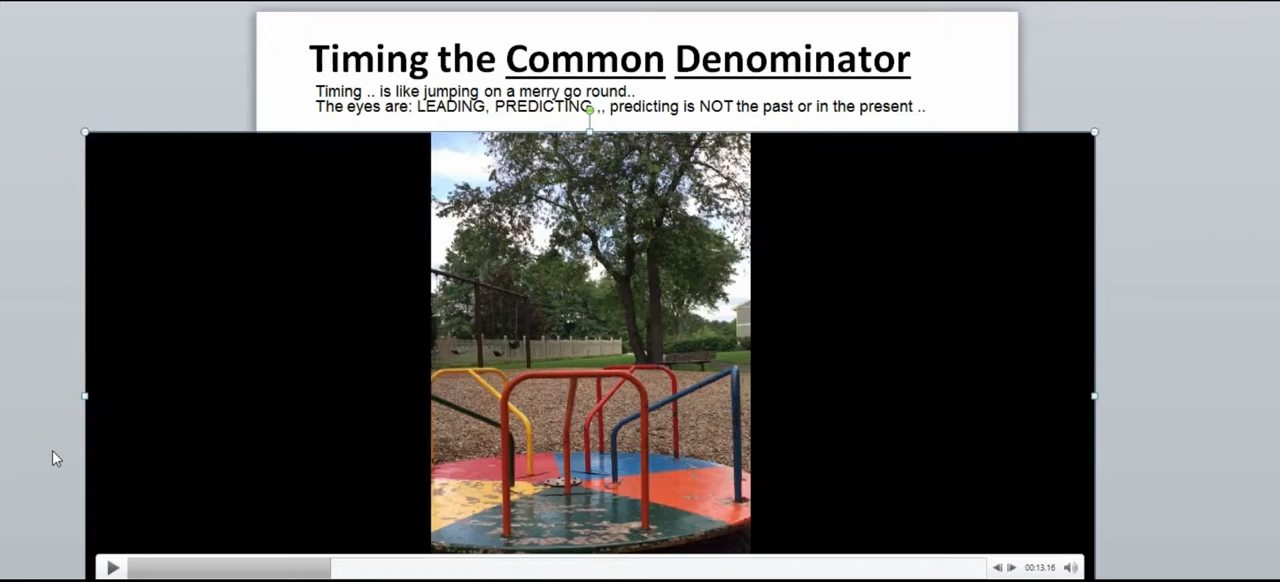 Timing the Common Denominator
Timing .. is like jumping on a merry go round..
The eyes are: LEADING, PREDICTING ,, predicting is NOT the past or in the present ..
00:13.16